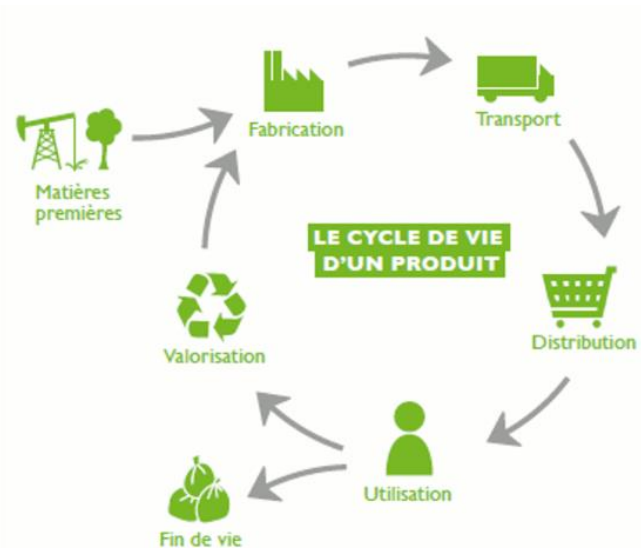 Fabrication
Transport
Matières
premières
LE CYCLE DE VIE
D'UN PRODUIT
Distribution
Valorisation
Utilisation
Fin de vie